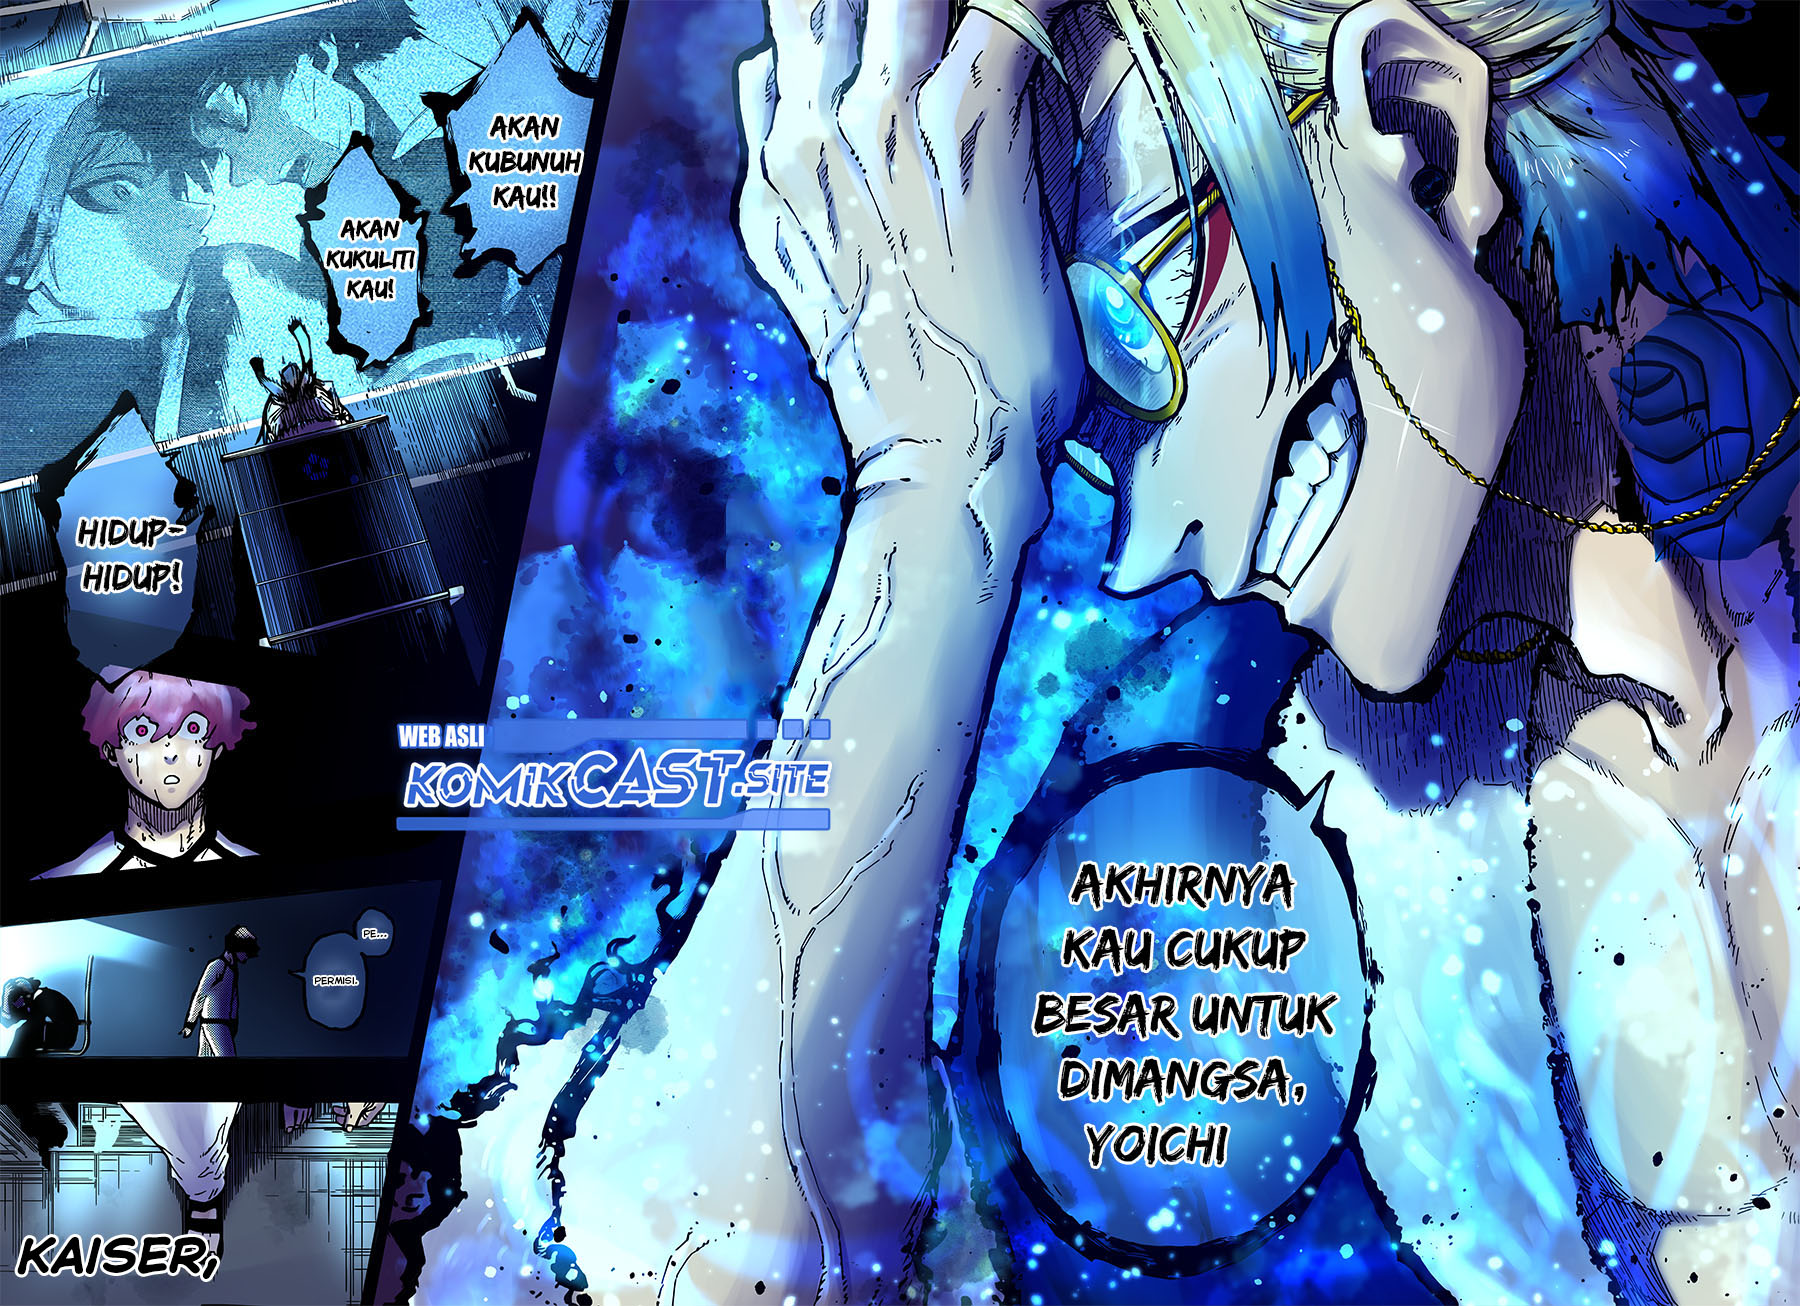 AKHIRNYA
KAU CUKUP
BESAR UNTUK
DIMANGSA,
YOICHI
AKAN
KUBUNUH
KAU!!
AKAN
KUKULITI
KAU!
HIDUP-
HIDUP!
PE...
PERMISI.
KAISER,
WEB ASLI
KOMIKCAST.SITE